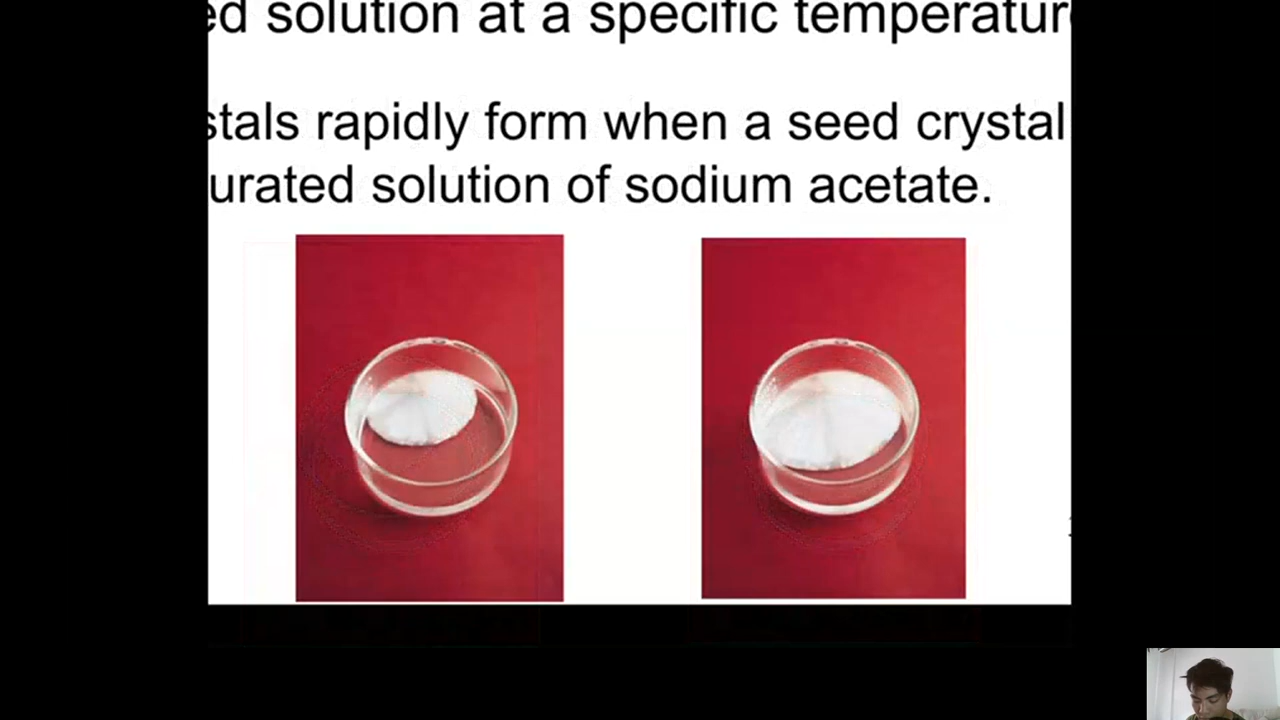 ed solution at a specific temperatur
stals rapidly form when a seed crystal
urated solution of sodium acetate.